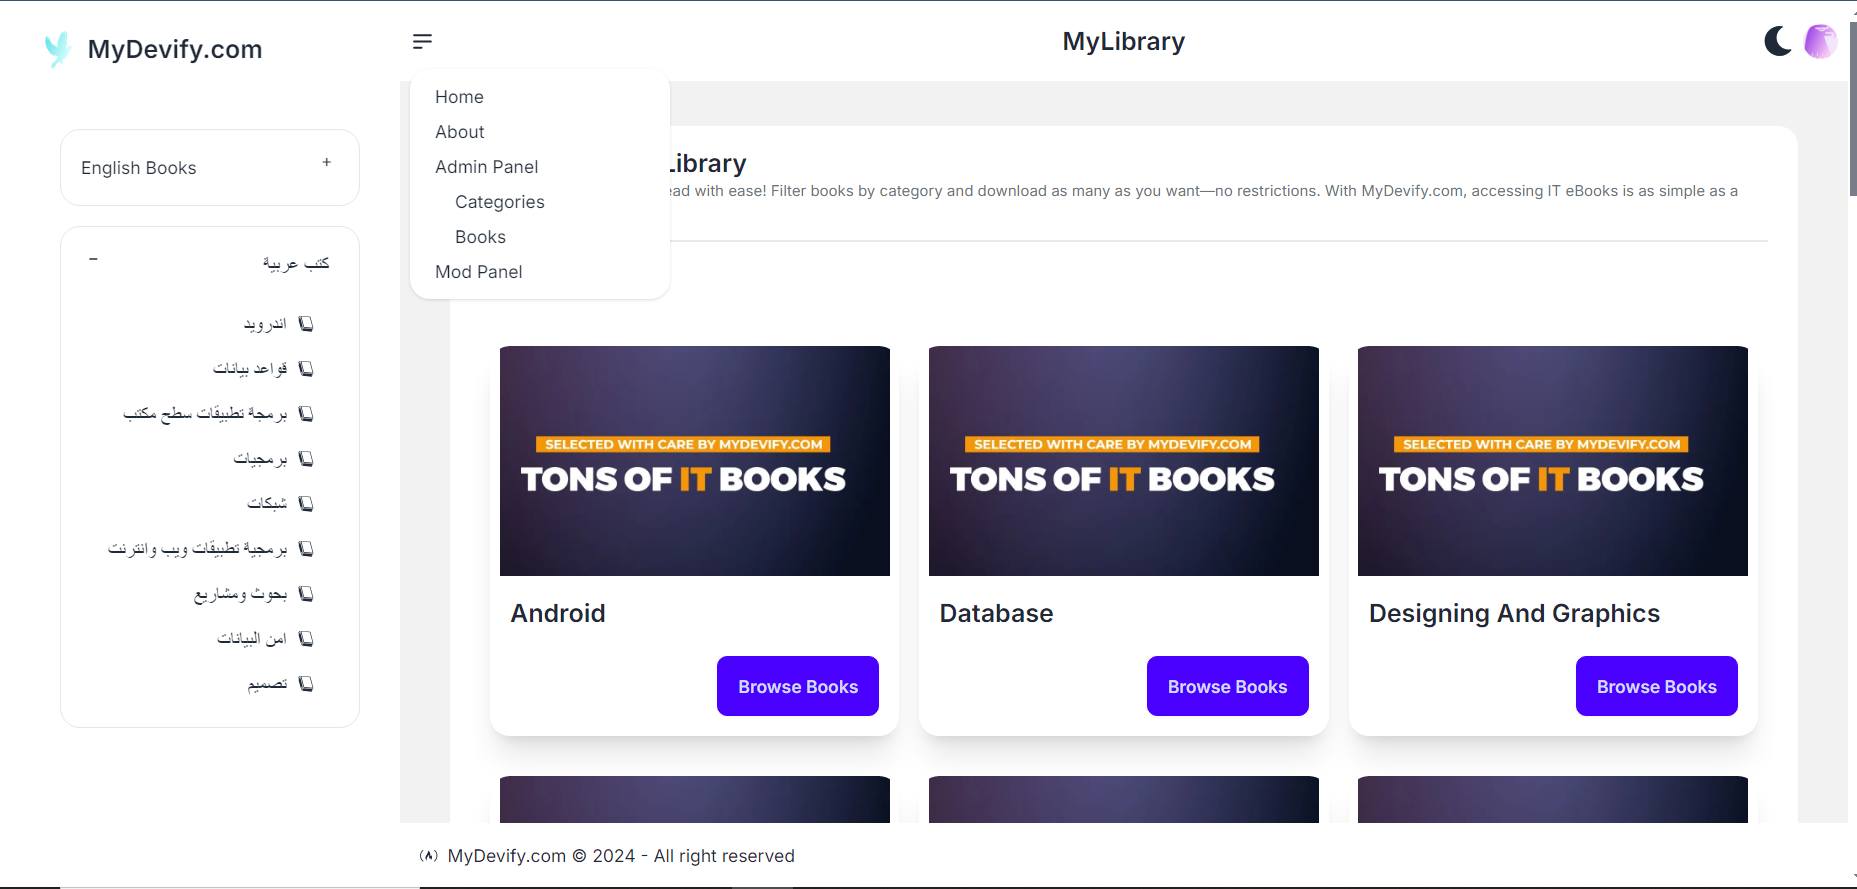 MyDevify.com
MyLibrary
English Books
+
كتب عربية
−
اندرويد
قواعد بيانات
برمجة تطبيقات سطح مكتب
برمجيات
شبكات
برمجية تطبيقات ويب وانترنت
بحوث ومشاريع
امن البيانات
تصميم
Home
About
Admin Panel
Categories
Books
Mod Panel
Library
ead with ease! Filter books by category and download as many as you want—no restrictions. With MyDevify.com, accessing IT eBooks is as simple as a
SELECTED WITH CARE BY MYDEVIFY.COM
TONS OF IT BOOKS
Android
Browse Books
SELECTED WITH CARE BY MYDEVIFY.COM
TONS OF IT BOOKS
Database
Browse Books
SELECTED WITH CARE BY MYDEVIFY.COM
TONS OF IT BOOKS
Designing And Graphics
Browse Books
MyDevify.com © 2024 - All right reserved